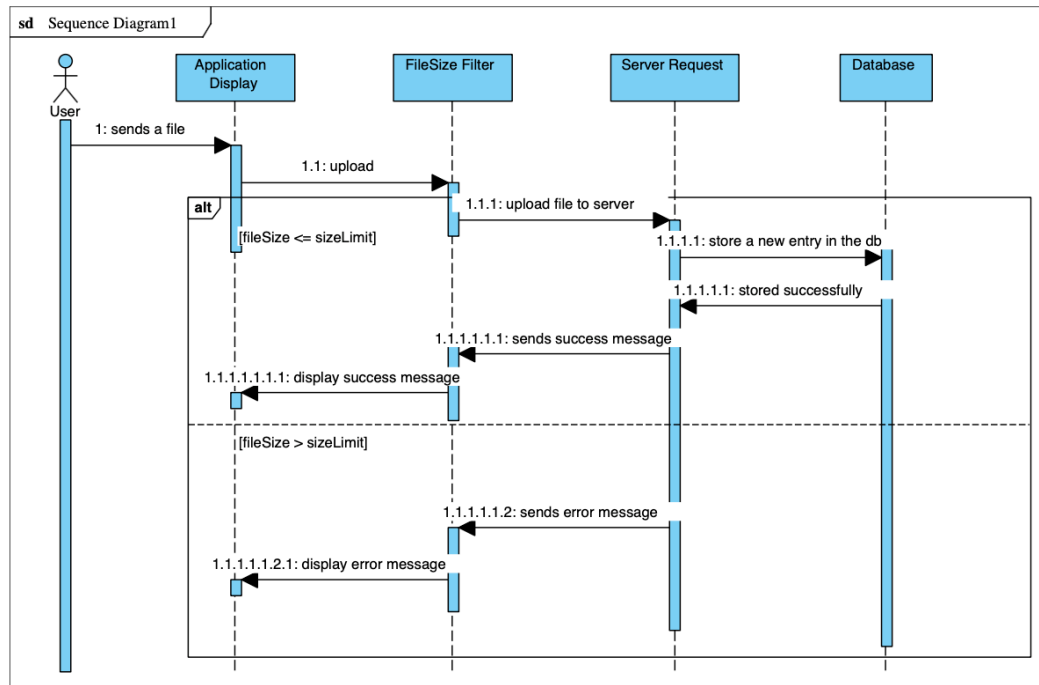 sd Sequence Diagram1
Application
Display
FileSize Filter
Server Request
Database
User
1: sends a file
1.1: upload
alt
1.1.1: upload file to server
[fileSize <= sizeLimit]
1.1.1.1: store a new entry in the db
1.1.1.1.1: stored successfully
1.1.1.1.1.1: sends success message
1.1.1.1.1.1.1: display success message
[fileSize > sizeLimit]
1.1.1.1.1.2: sends error message
1.1.1.1.1.2.1: display error message